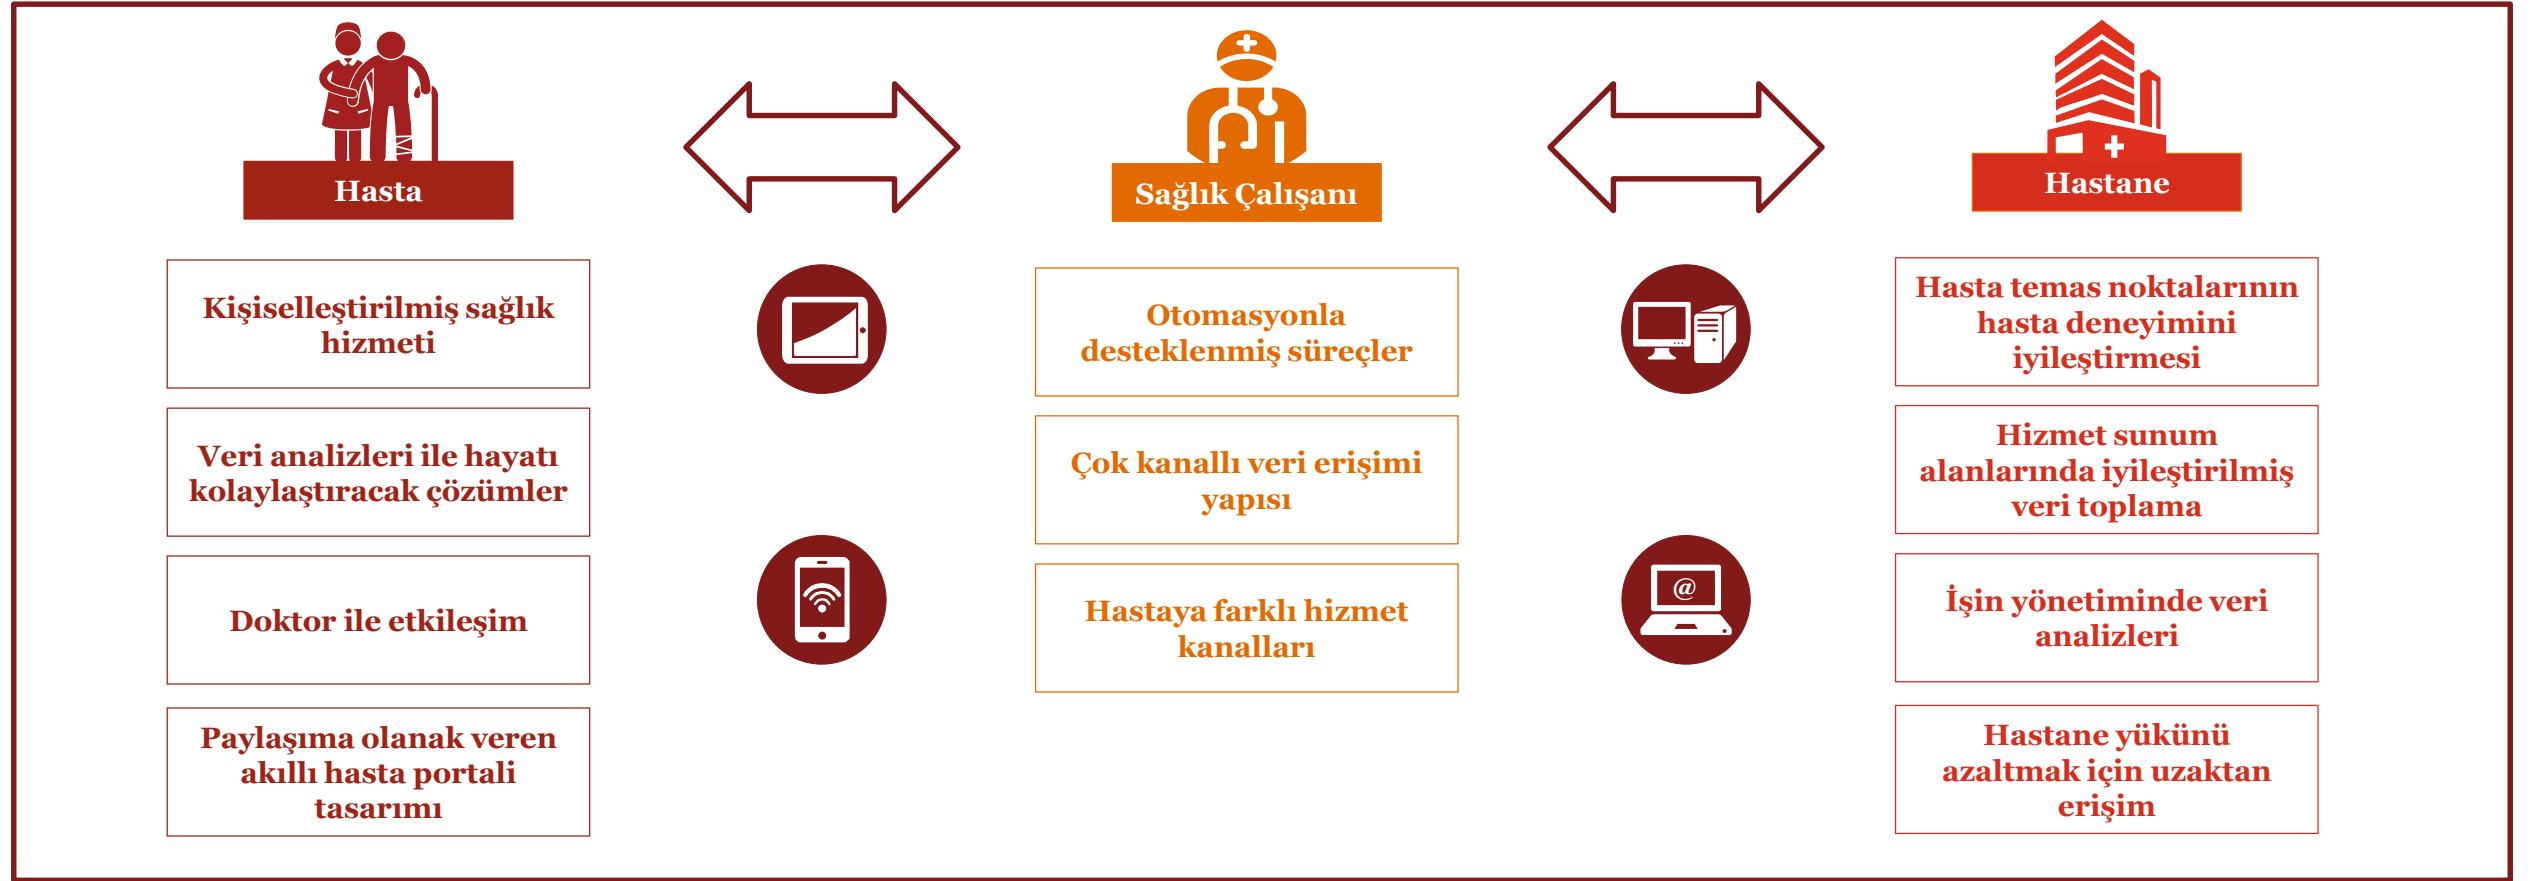 Hasta
Kişiselleştirilmiş sağlık
hizmeti
Veri analizleri ile hayatı
kolaylaştıracak çözümler
Doktor ile etkileşim
Paylaşıma olanak veren
akıllı hasta portali
tasarımı
Sağlık Çalışanı
Otomasyonla
desteklenmiş süreçler
Çok kanallı veri erişimi
yapısı
Hastaya farklı hizmet
kanalları
@
Hastane
Hasta temas noktalarının
hasta deneyimini
iyileştirmesi
Hizmet sunum
alanlarında iyileştirilmiş
veri toplama
İşin yönetiminde veri
analizleri
Hastane yükünü
azaltmak için uzaktan
erişim